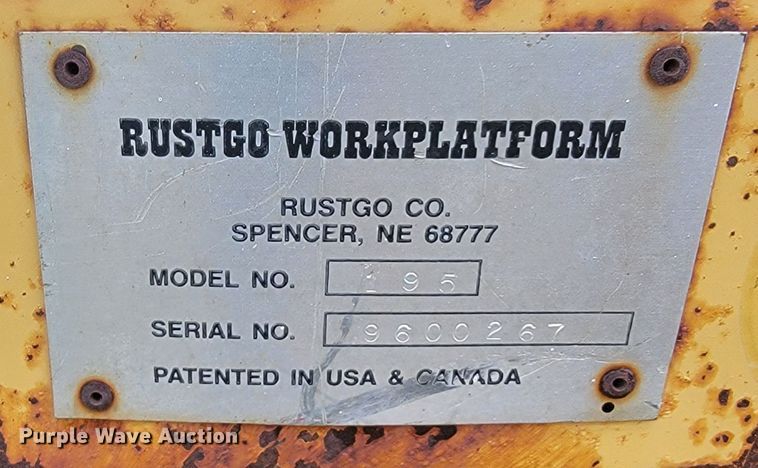 RUSTGO WORKPLATFORM
RUSTGO CO.
SPENCER, NE 68777
MODEL NO. 195
SERIAL NO. 9600267
PATENTED IN USA & CANADA
Purple Wave Auction